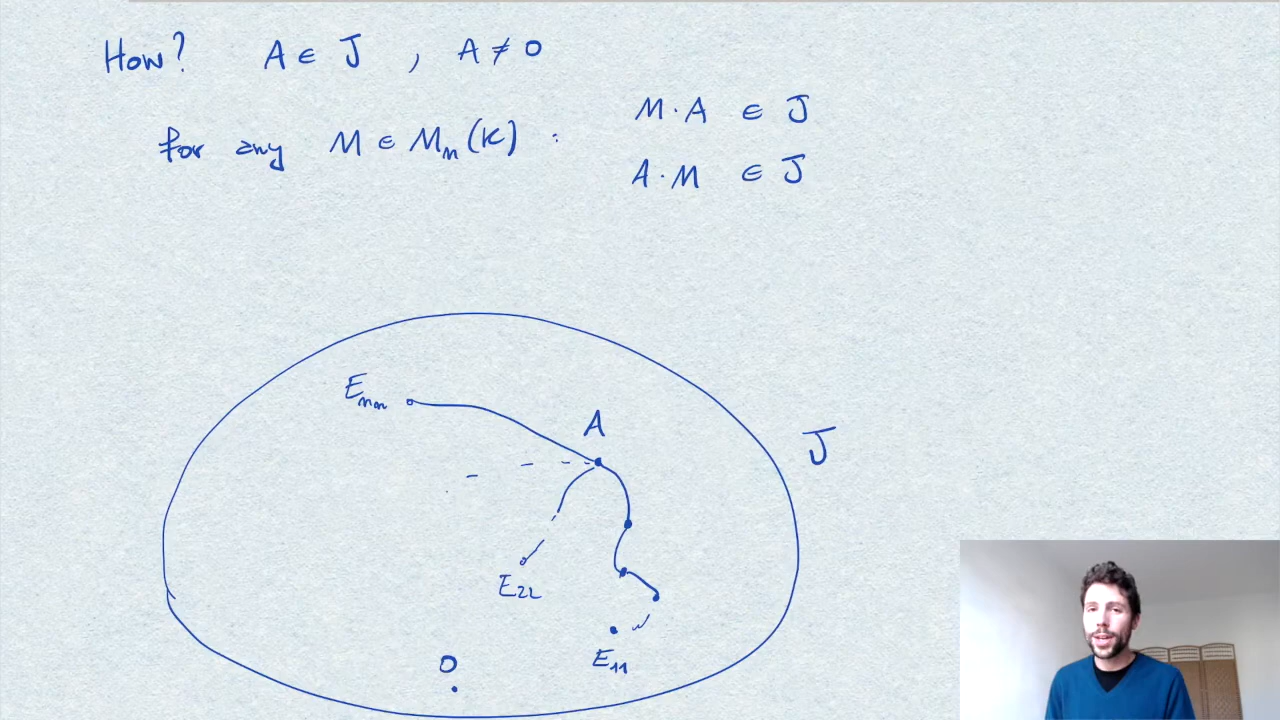 How? A ∈ J , A ≠ 0
for any M ∈ Mn(K) : M · A ∈ J
A · M ∈ J
Enn
A
J
E22
E11
0